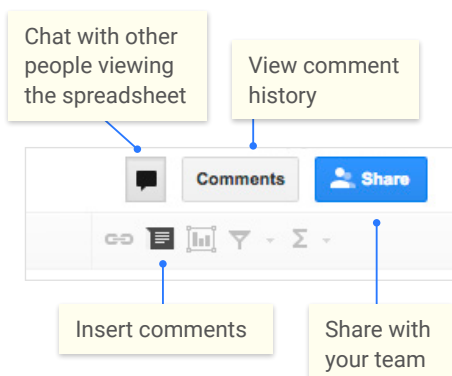 Chat with other
people viewing
the spreadsheet
View comment
history
Comments
Share
Σ
Insert comments
Share with
your team